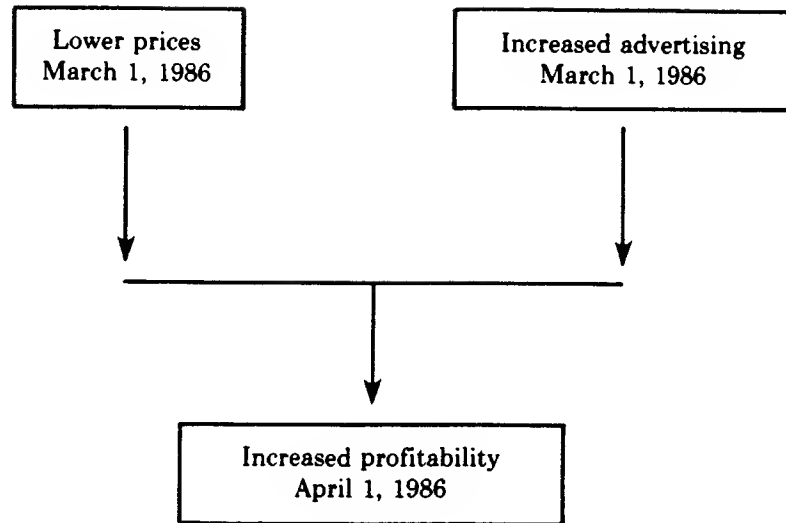 Lower prices
March 1, 1986
Increased advertising
March 1, 1986
Increased profitability
April 1, 1986